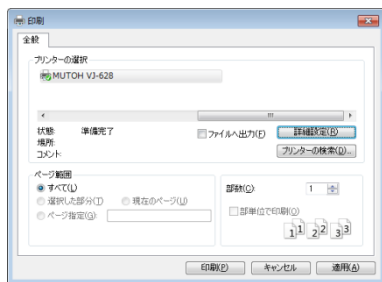 印刷
全般
プリンターの選択
MUTOH VJ-628
状態: 準備完了
場所:
コメント:
ファイルへ出力(F)
詳細設定(R)
プリンターの検索(D)...
ページ範囲
すべて(L)
選択した部分(T) 現在のページ(U)
ページ指定(G):
部数(C): 1
部単位で印刷(O)
11 22 33
印刷(P) キャンセル 適用(A)